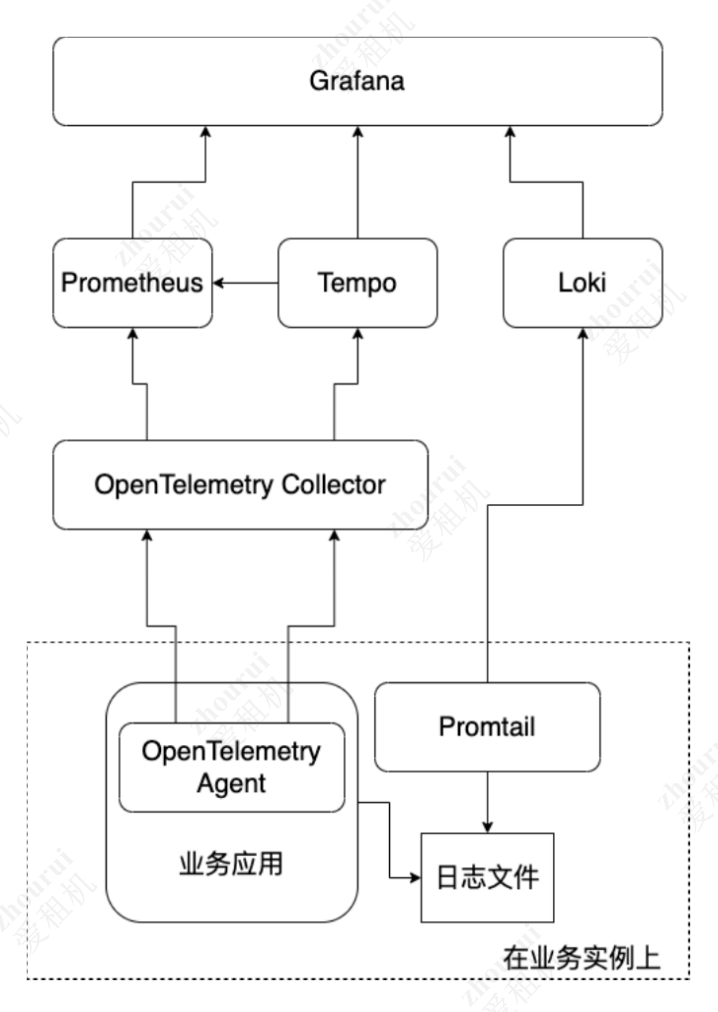 Grafana
Prometheus
Tempo
Loki
OpenTelemetry Collector
OpenTelemetry
Agent
业务应用
Promtail
日志文件
在业务实例上
zhourui
爱租机